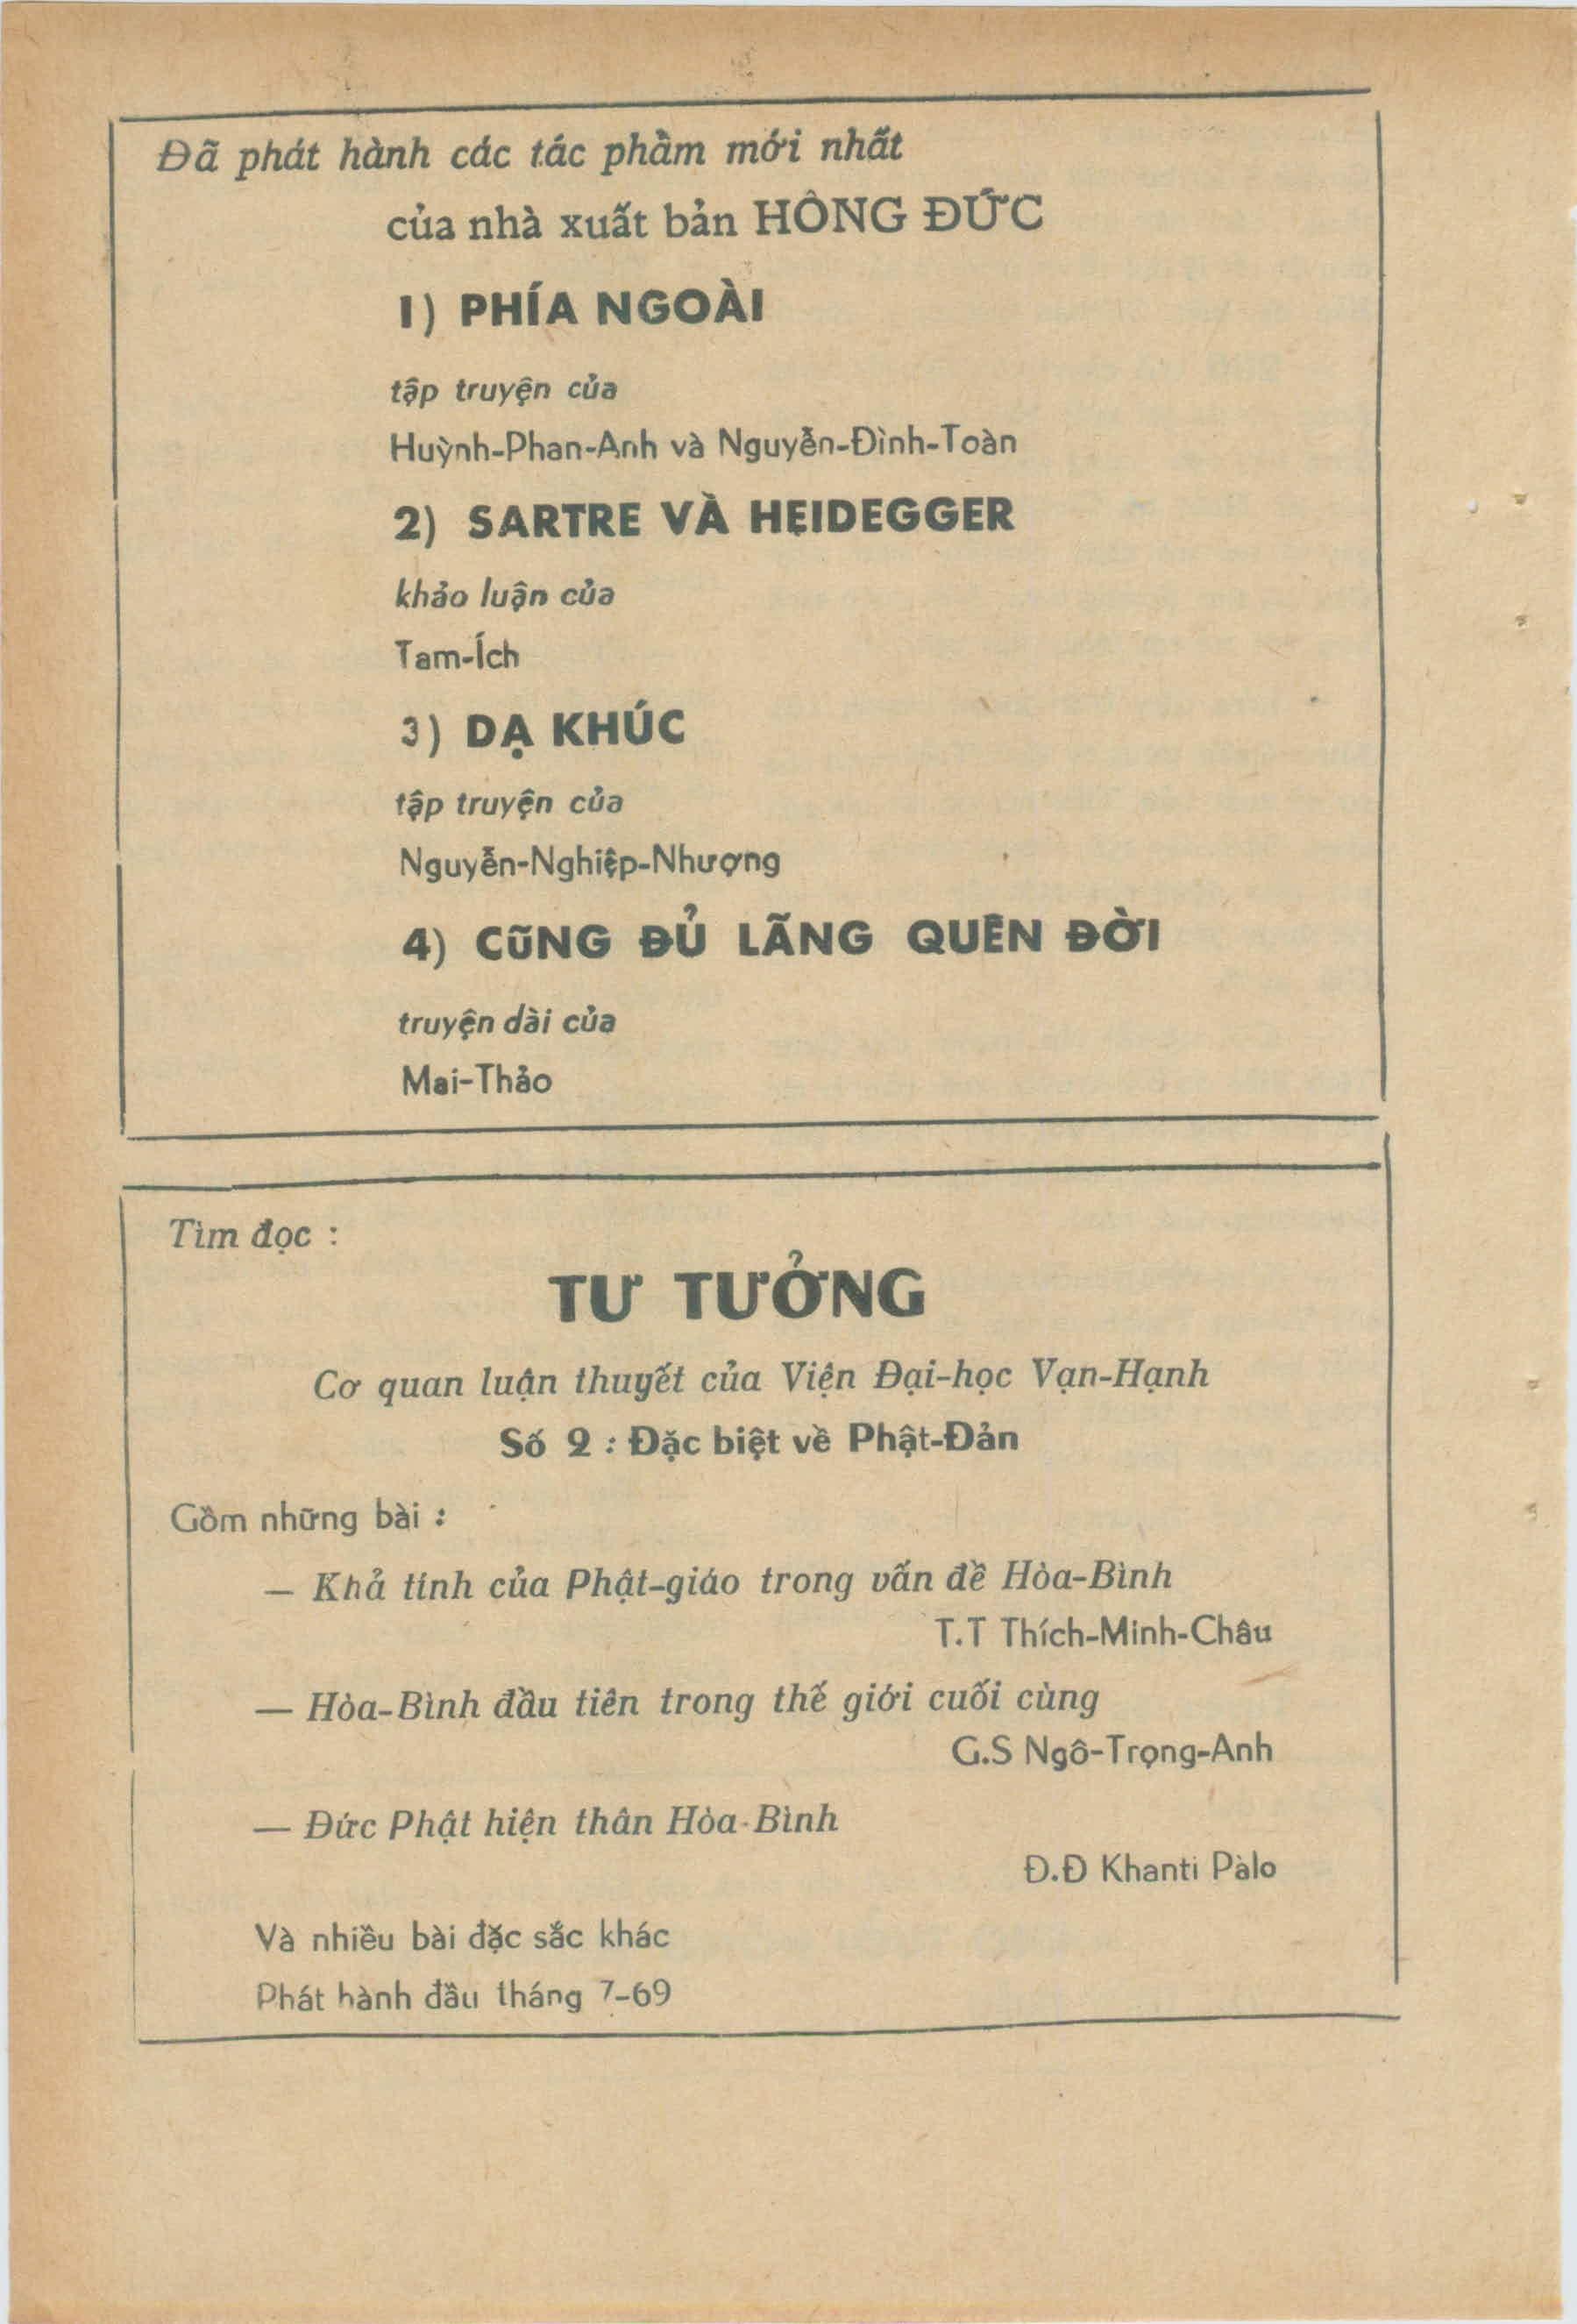 Đã phát hành các tác phẩm mới nhất
của nhà xuất bản HỒNG ĐỨC
1) PHÍA NGOÀI
tập truyện của
Huỳnh-Phan-Anh và Nguyễn-Đình-Toàn
2) SARTRE VÀ HEIDEGGER
khảo luận của
Tam-Ích
3) DẠ KHÚC
tập truyện của
Nguyễn-Nghiệp-Nhượng
4) CŨNG ĐỦ LÃNG QUÊN ĐỜI
truyện dài của
Mai-Thảo
Tìm đọc :
TƯ TƯỞNG
Cơ quan luận thuyết của Viện Đại-học Vạn-Hạnh
Số 2 : Đặc biệt về Phật-Đản
Gồm những bài :
— Khả tính của Phật-giáo trong vấn đề Hòa-Bình
T.T Thích-Minh-Châu
— Hòa-Bình đầu tiên trong thế giới cuối cùng
G.S Ngô-Trọng-Anh
— Đức Phật hiện thân Hòa-Bình
Đ.Đ Khanti Pàlo
Và nhiều bài đặc sắc khác
Phát hành đầu tháng 7-69